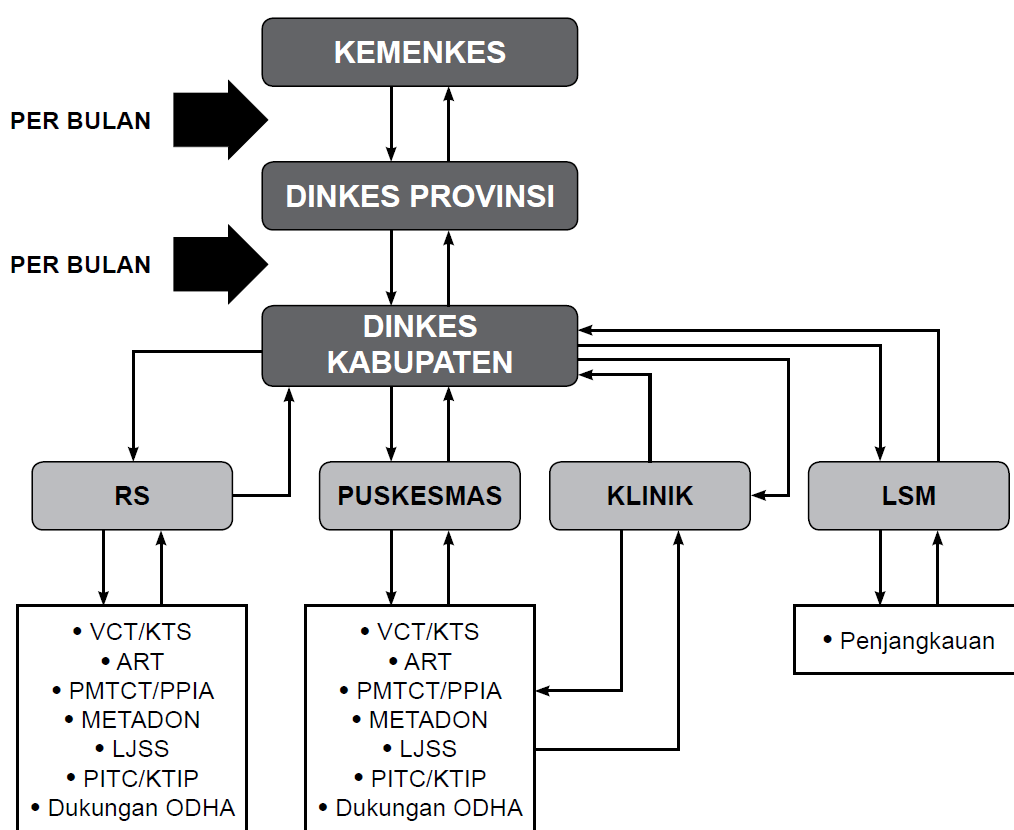 KEMENKES
PER BULAN
DINKES PROVINSI
PER BULAN
DINKES
KABUPATEN
RS
PUSKESMAS
KLINIK
LSM
• VCT/KTS
• ART
• PMTCT/PPIA
• METADON
• LJSS
• PITC/KTIP
• Dukungan ODHA
• VCT/KTS
• ART
• PMTCT/PPIA
• METADON
• LJSS
• PITC/KTIP
• Dukungan ODHA
• Penjangkauan